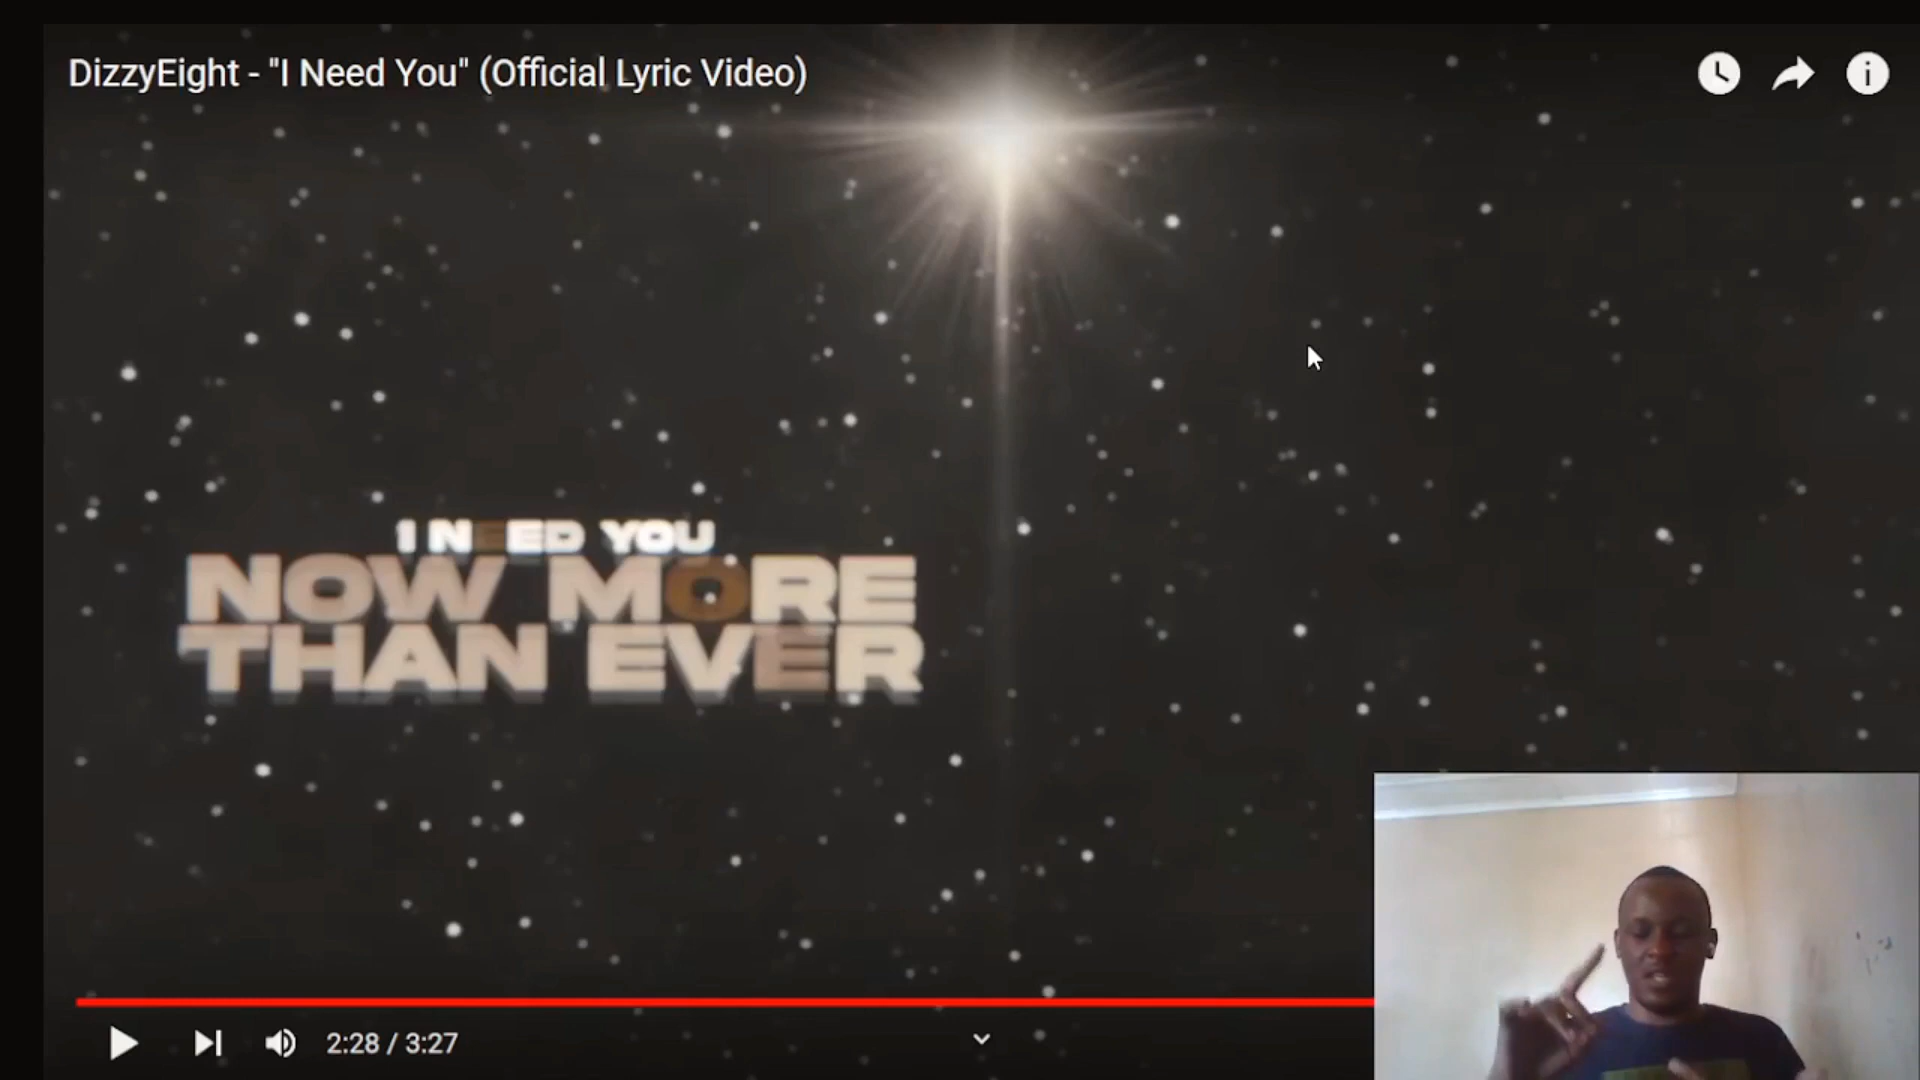 DizzyEight - "I Need You" (Official Lyric Video)
I NEED YOU
NOW MORE
THAN EVER
2:28 / 3:27